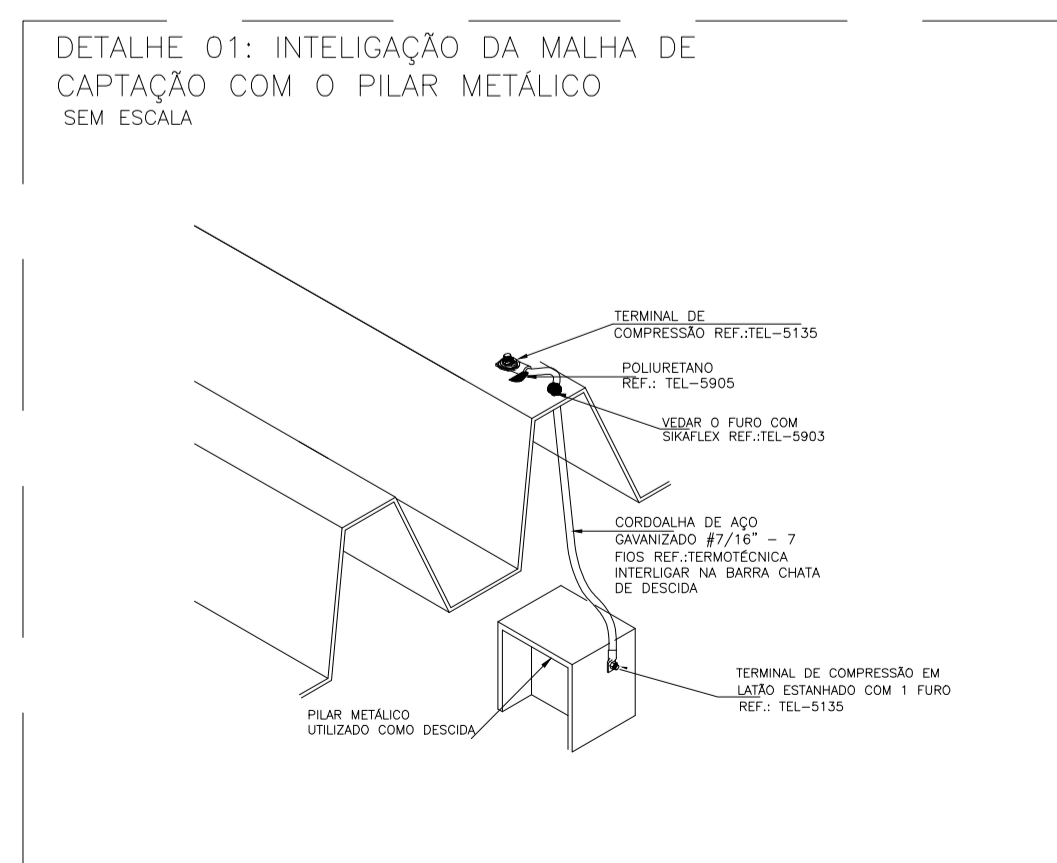 DETALHE 01: INTELIGAÇÃO DA MALHA DE
CAPTAÇÃO COM O PILAR METÁLICO
SEM ESCALA
TERMINAL DE
COMPRESSÃO REF.:TEL-5135
POLIURETANO
REF.: TEL-5905
VEDAR O FURO COM
SIKAFLEX REF.:TEL-5903
CORDOALHA DE AÇO
GAVANIZADO #7/16" - 7
FIOS REF.:TERMOTÉCNICA
INTERLIGAR NA BARRA CHATA
DE DESCIDA
TERMINAL DE COMPRESSÃO EM
LATÃO ESTANHADO COM 1 FURO
REF.: TEL-5135
PILAR METÁLICO
UTILIZADO COMO DESCIDA